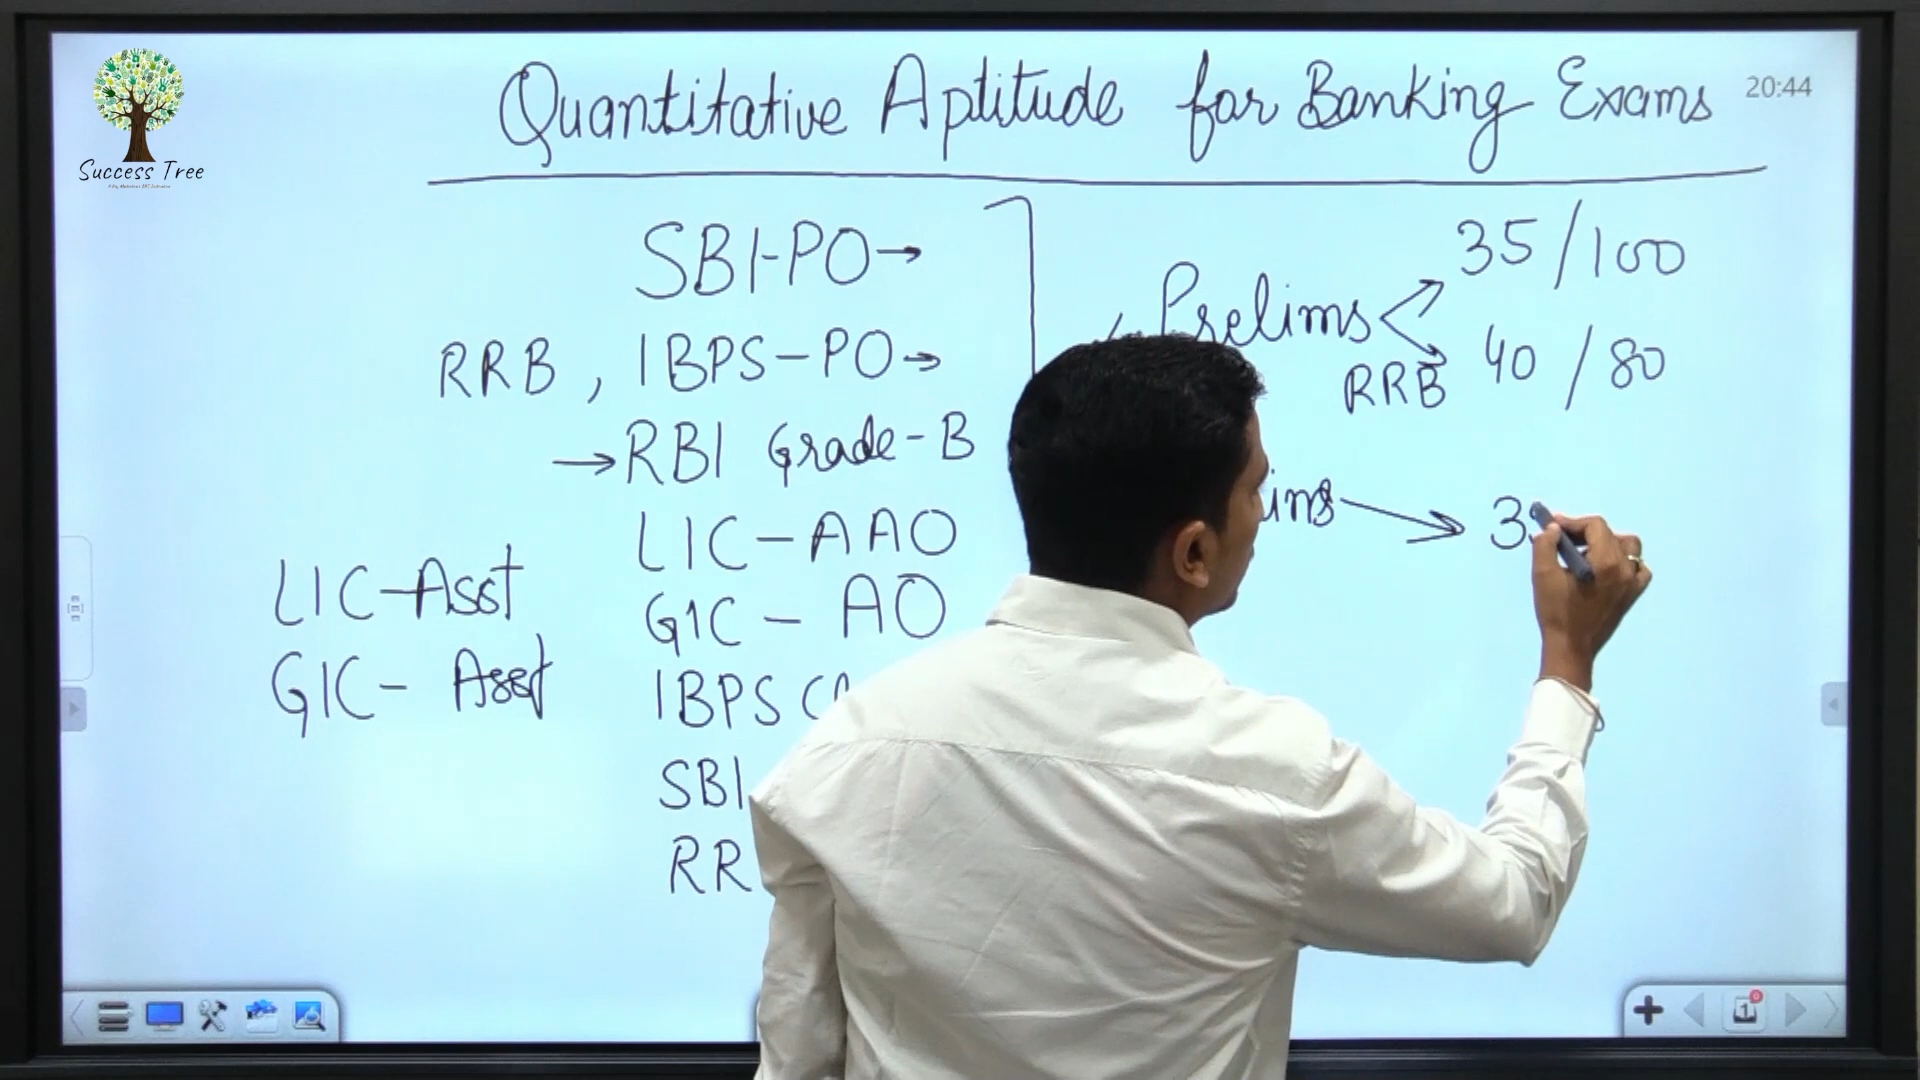 Success Tree
Quantitative Aptitude for Banking Exams
20:44
SBI-PO→
RRB , IBPS-PO→
→RBI Grade-B
LIC-AAO
LIC-Asst
GIC - AO
GIC- Asst
IBPS
SBI
RR
Prelims
35/100
RRB 40/80